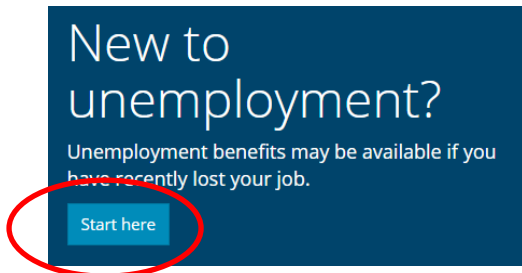 New to
unemployment?
Unemployment benefits may be available if you
have recently lost your job.
Start here